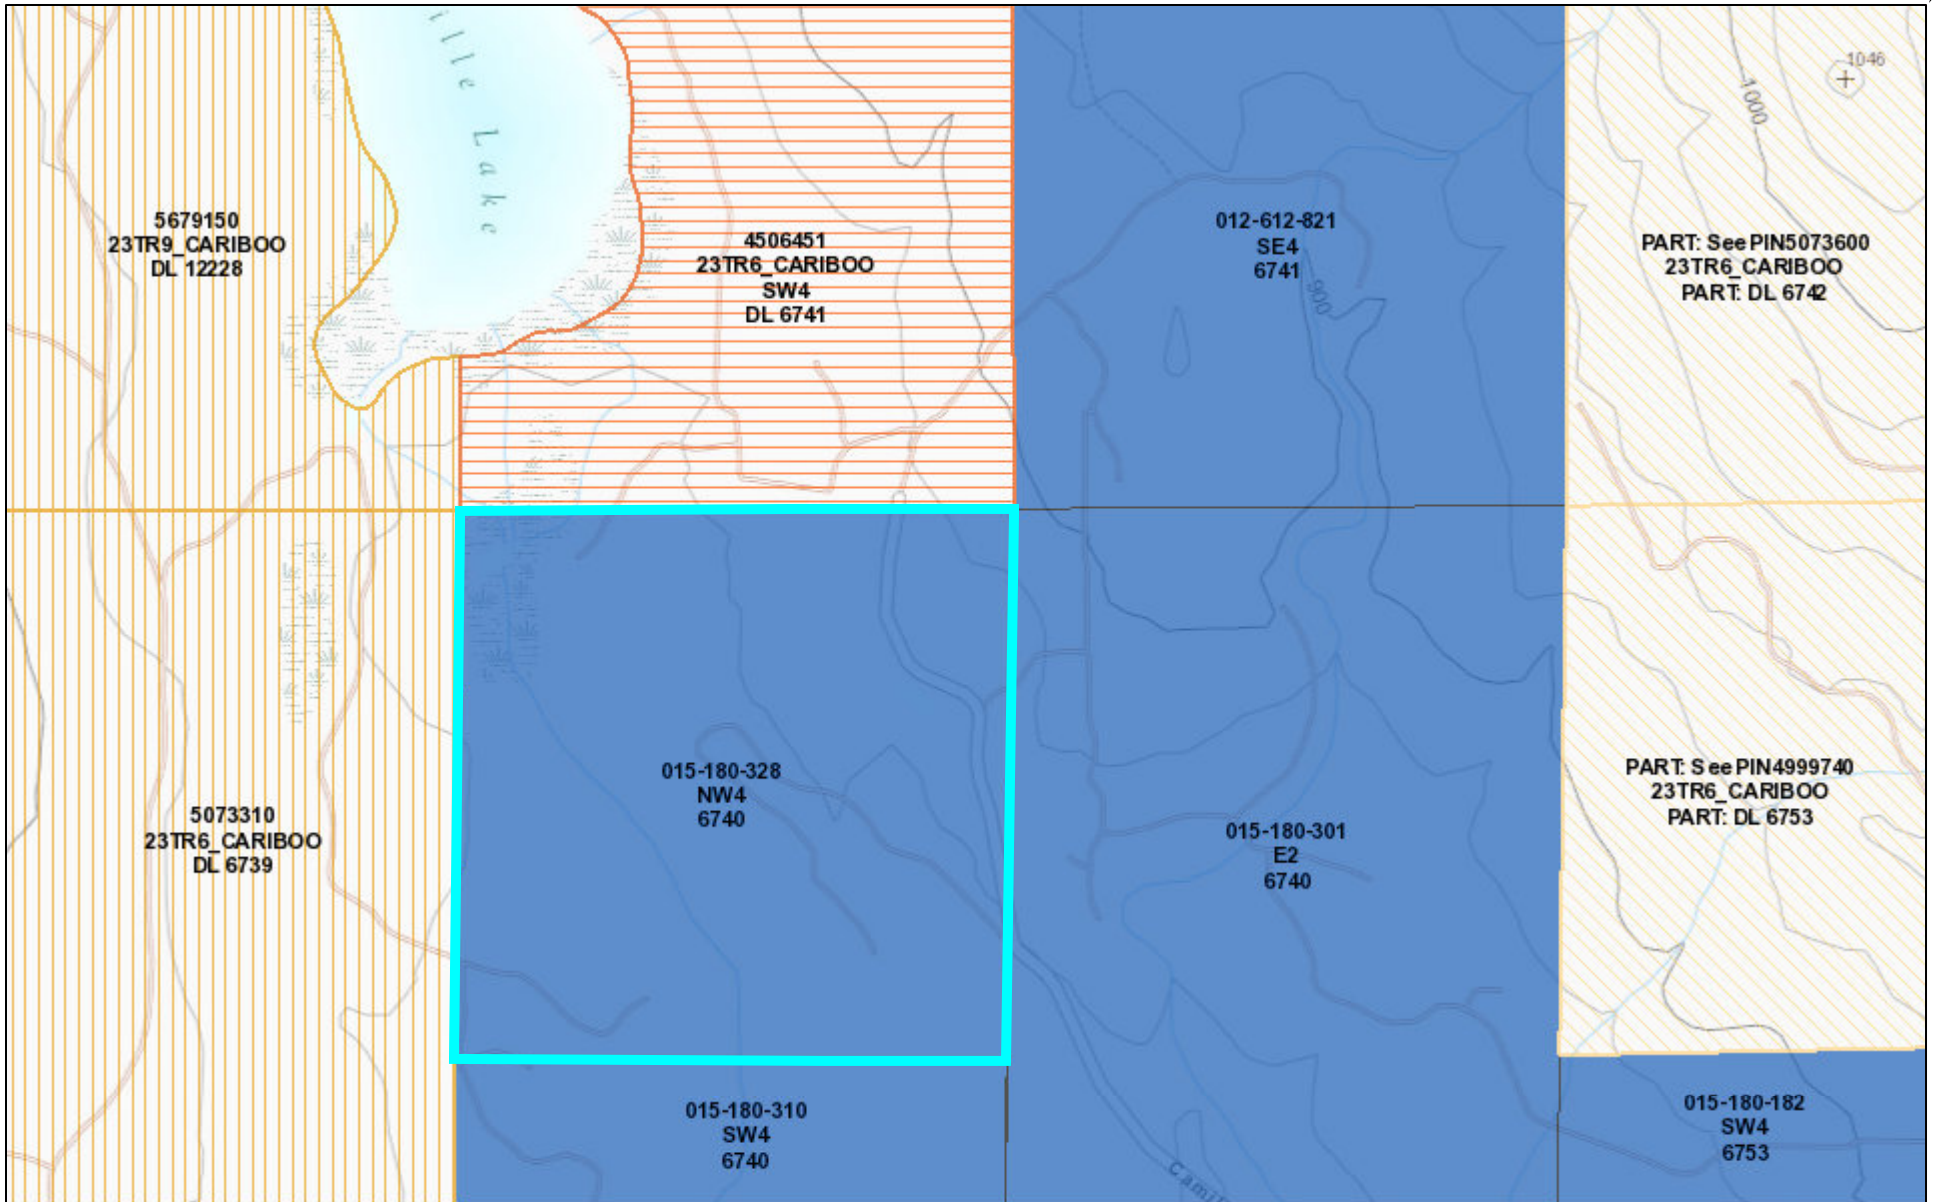 ille Lake
1046
1000
5679150
23TR9_CARIBOO
DL 12228
4506451
23TR6_CARIBOO
SW4
DL 6741
012-612-821
SE4
6741
900
PART: See PIN5073600
23TR6_CARIBOO
PART: DL 6742
5073310
23TR6_CARIBOO
DL 6739
015-180-328
NW4
6740
015-180-301
E2
6740
PART: See PIN4999740
23TR6_CARIBOO
PART: DL 6753
015-180-310
SW4
6740
015-180-182
SW4
6753